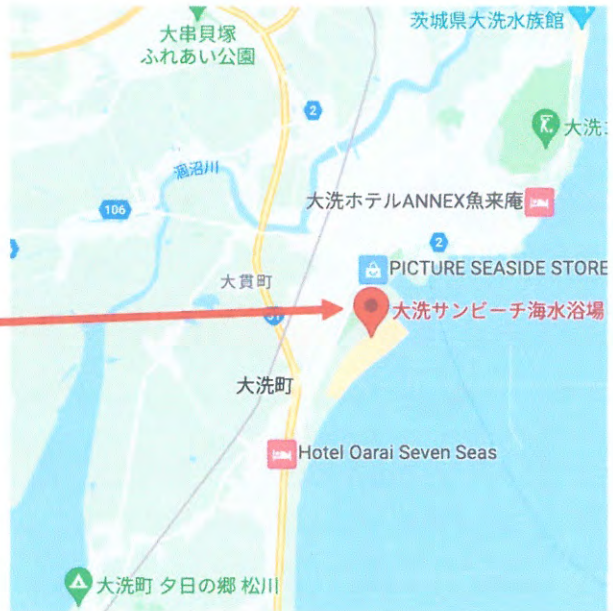 大串貝塚
ふれあい公園
茨城県大洗水族館
2
大洗
涸沼川
106
大洗ホテルANNEX魚来庵
2
PICTURE SEASIDE STORE
大貫町
大洗サンビーチ海水浴場
大洗町
Hotel Oarai Seven Seas
大洗町 夕日の郷 松川